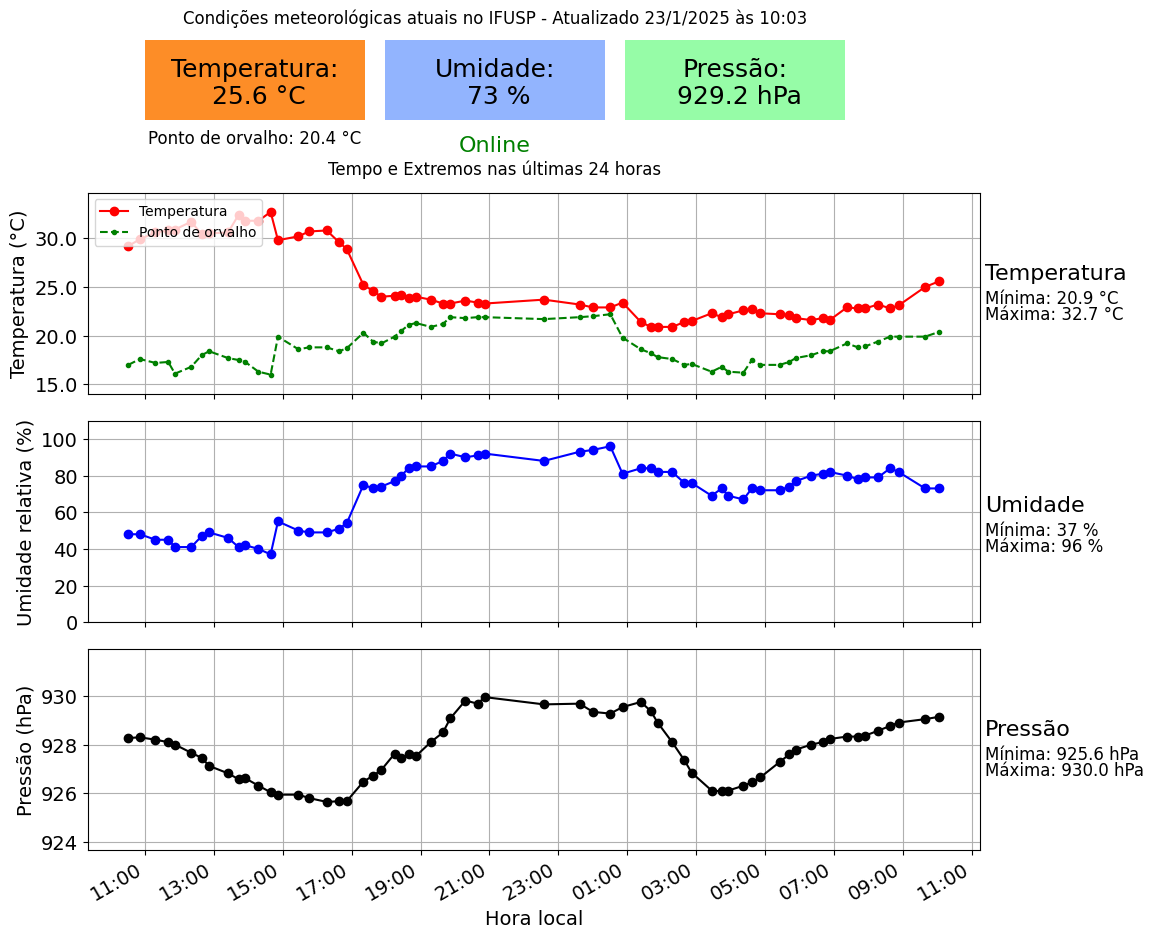 Condições meteorológicas atuais no IFUSP - Atualizado 23/1/2025 às 10:03
Temperatura:
25.6 °C
Umidade:
73 %
Pressão:
929.2 hPa
Ponto de orvalho: 20.4 °C
Online
Tempo e Extremos nas últimas 24 horas
Temperatura (°C)
30.0
25.0
20.0
15.0
Temperatura
Ponto de orvalho
Temperatura
Mínima: 20.9 °C
Máxima: 32.7 °C
Umidade relativa (%)
100
80
60
40
20
0
Umidade
Mínima: 37 %
Máxima: 96 %
Pressão (hPa)
930
928
926
924
Pressão
Mínima: 925.6 hPa
Máxima: 930.0 hPa
11:00
13:00
15:00
17:00
19:00
21:00
23:00
01:00
03:00
05:00
07:00
09:00
11:00
Hora local